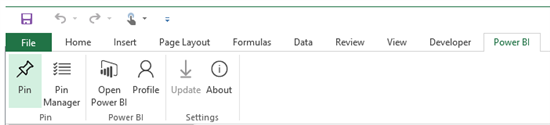 File Home Insert Page Layout Formulas Data Review View Developer Power BI
Pin Pin Manager Open Power BI Profile Update About
Pin Power BI Settings